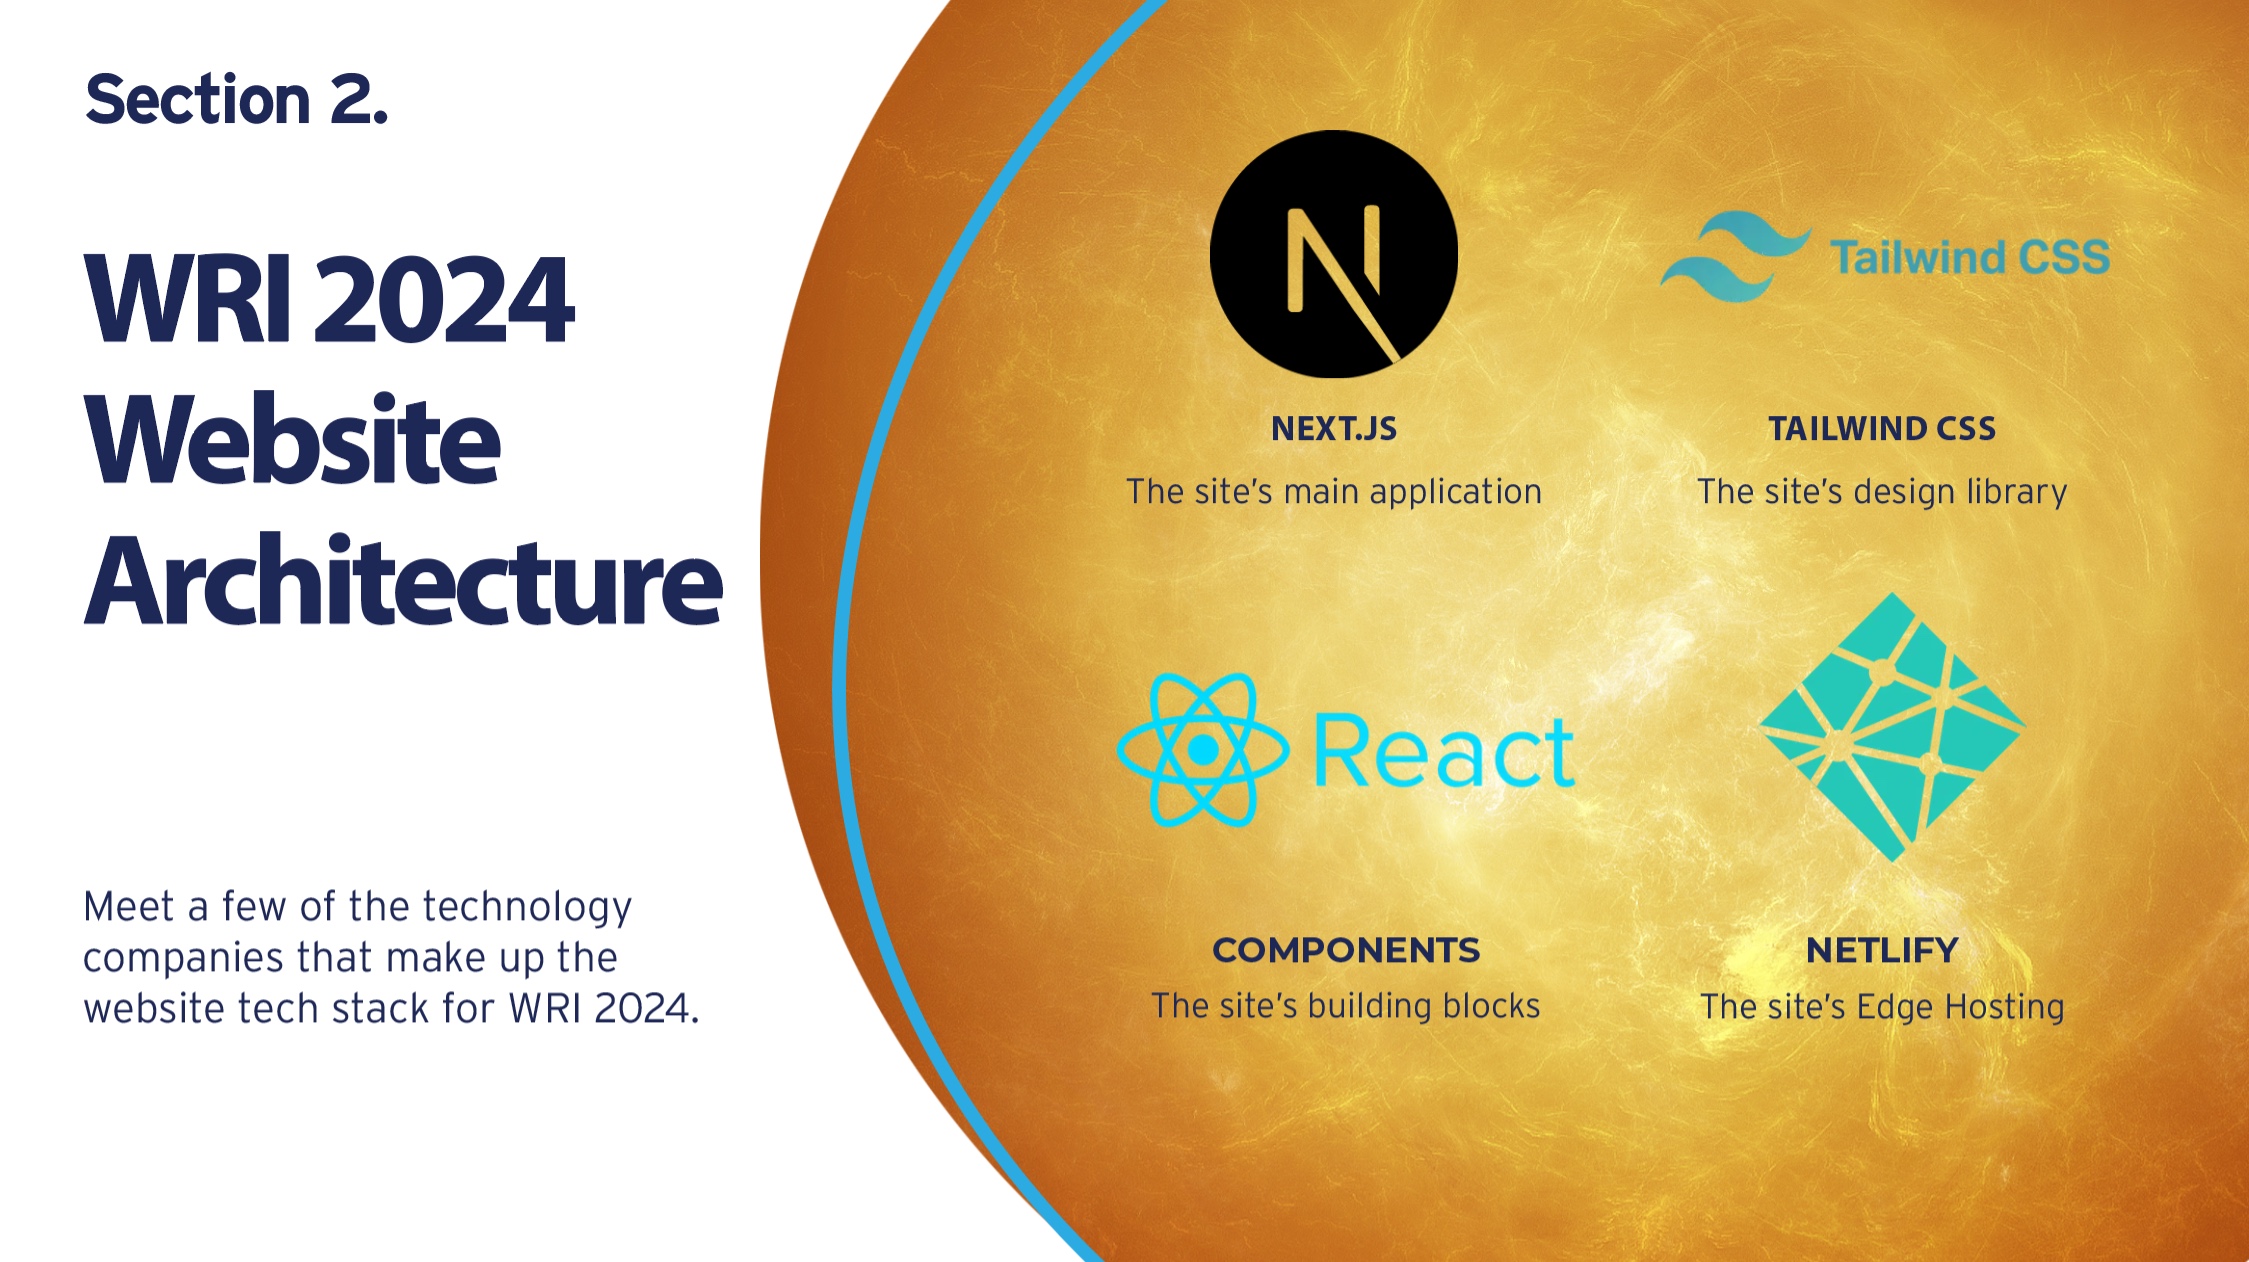 Section 2.
WRI 2024
Website
Architecture
Meet a few of the technology
companies that make up the
website tech stack for WRI 2024.
N
NEXT.JS
The site’s main application
Tailwind CSS
TAILWIND CSS
The site’s design library
React
COMPONENTS
The site’s building blocks
NETLIFY
The site’s Edge Hosting